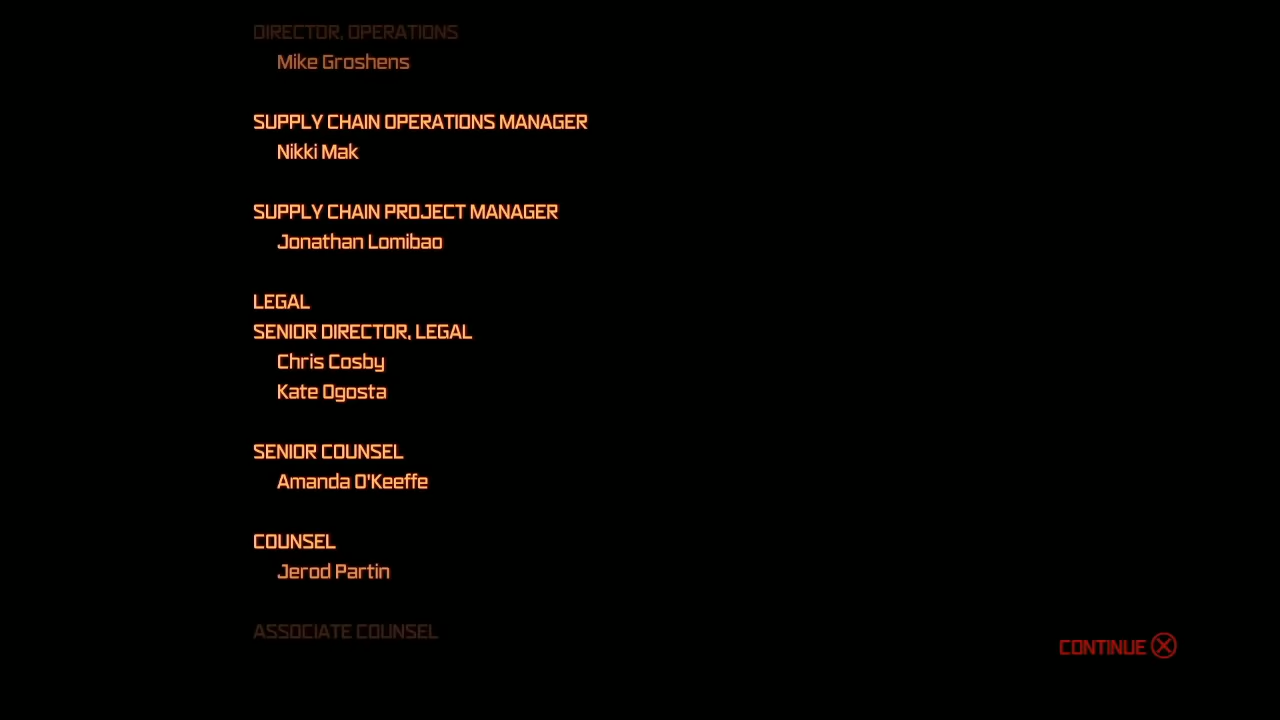 DIRECTOR, OPERATIONS
Mike Groshens
SUPPLY CHAIN OPERATIONS MANAGER
Nikki Mak
SUPPLY CHAIN PROJECT MANAGER
Jonathan Lomibao
LEGAL
SENIOR DIRECTOR, LEGAL
Chris Cosby
Kate Ogosta
SENIOR COUNSEL
Amanda O'Keeffe
COUNSEL
Jerod Partin
ASSOCIATE COUNSEL
CONTINUE